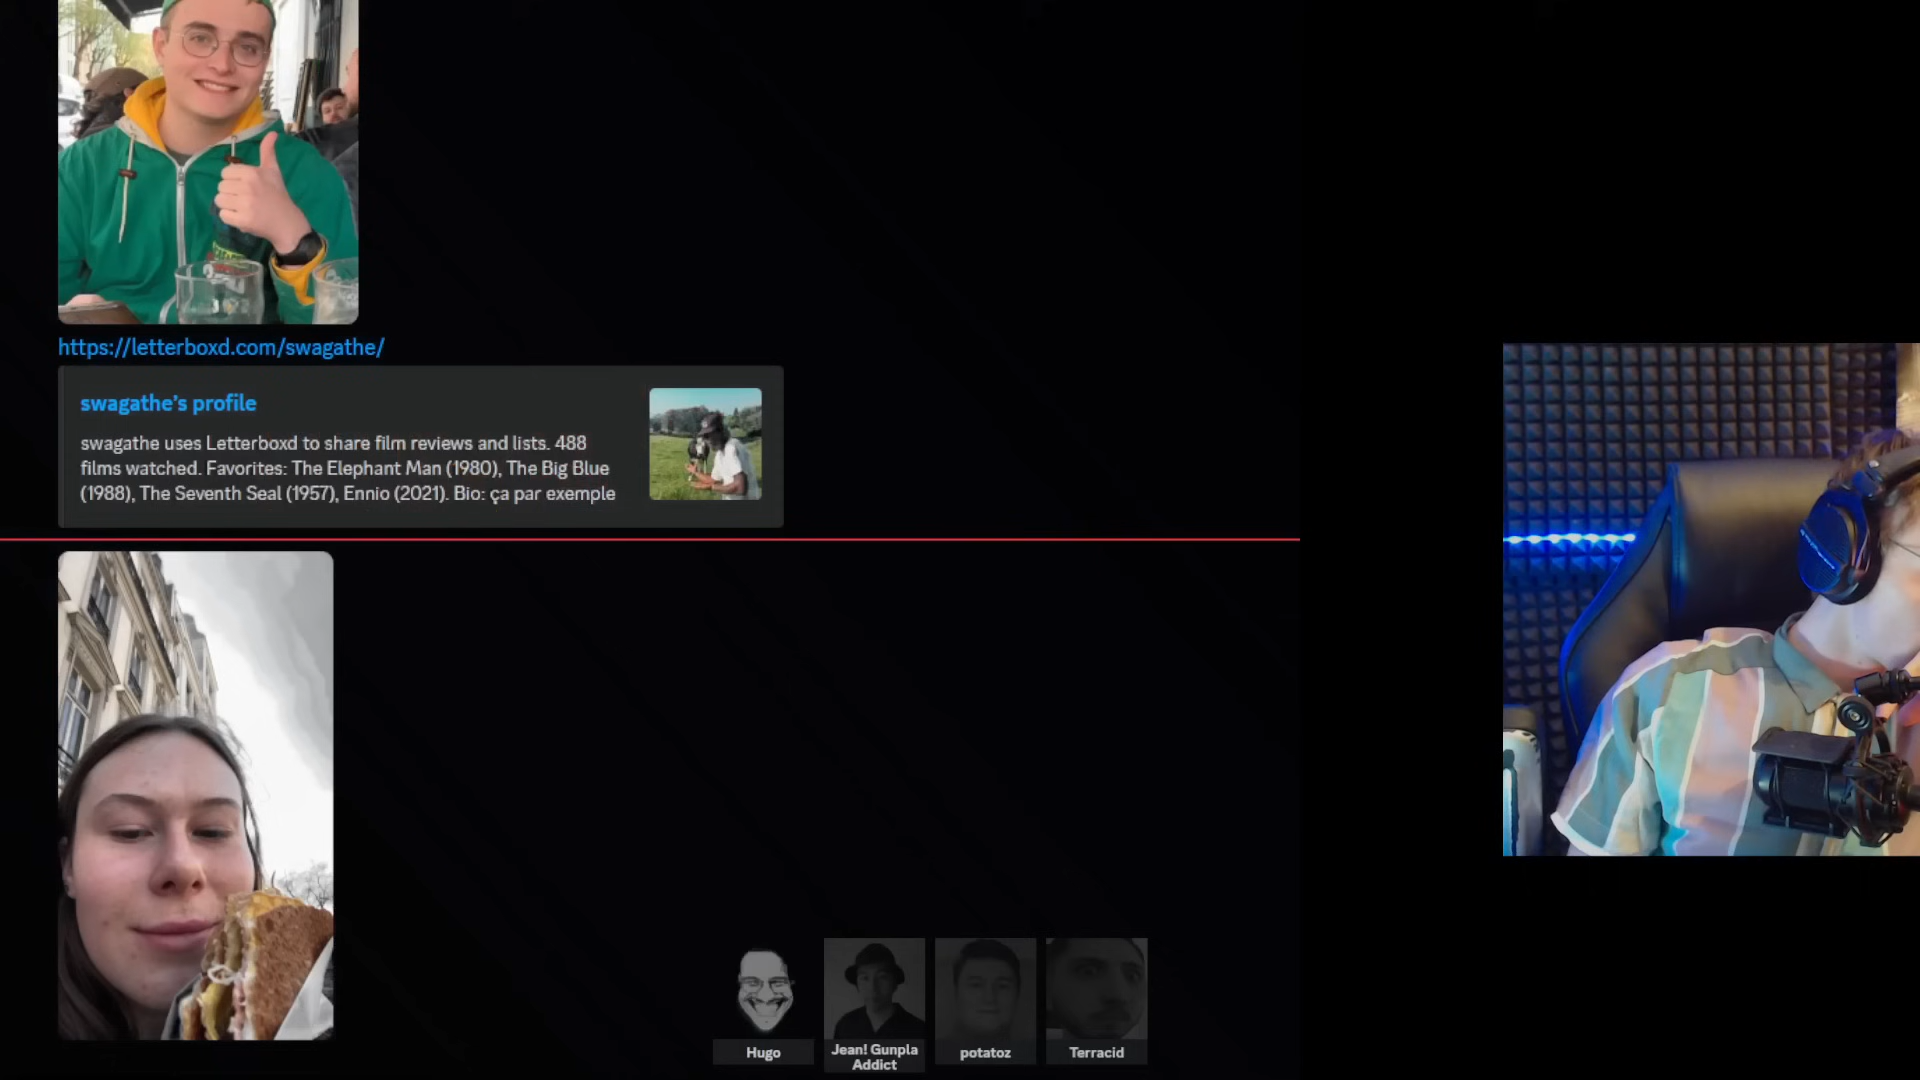 https://letterboxd.com/swagathe/
swagathe's profile
swagathe uses Letterboxd to share film reviews and lists. 488
films watched. Favorites: The Elephant Man (1980), The Big Blue
(1988), The Seventh Seal (1957), Ennio (2021). Bio: ça par exemple
Hugo
Jean! Gunpla
Addict
potatoz
Terracid